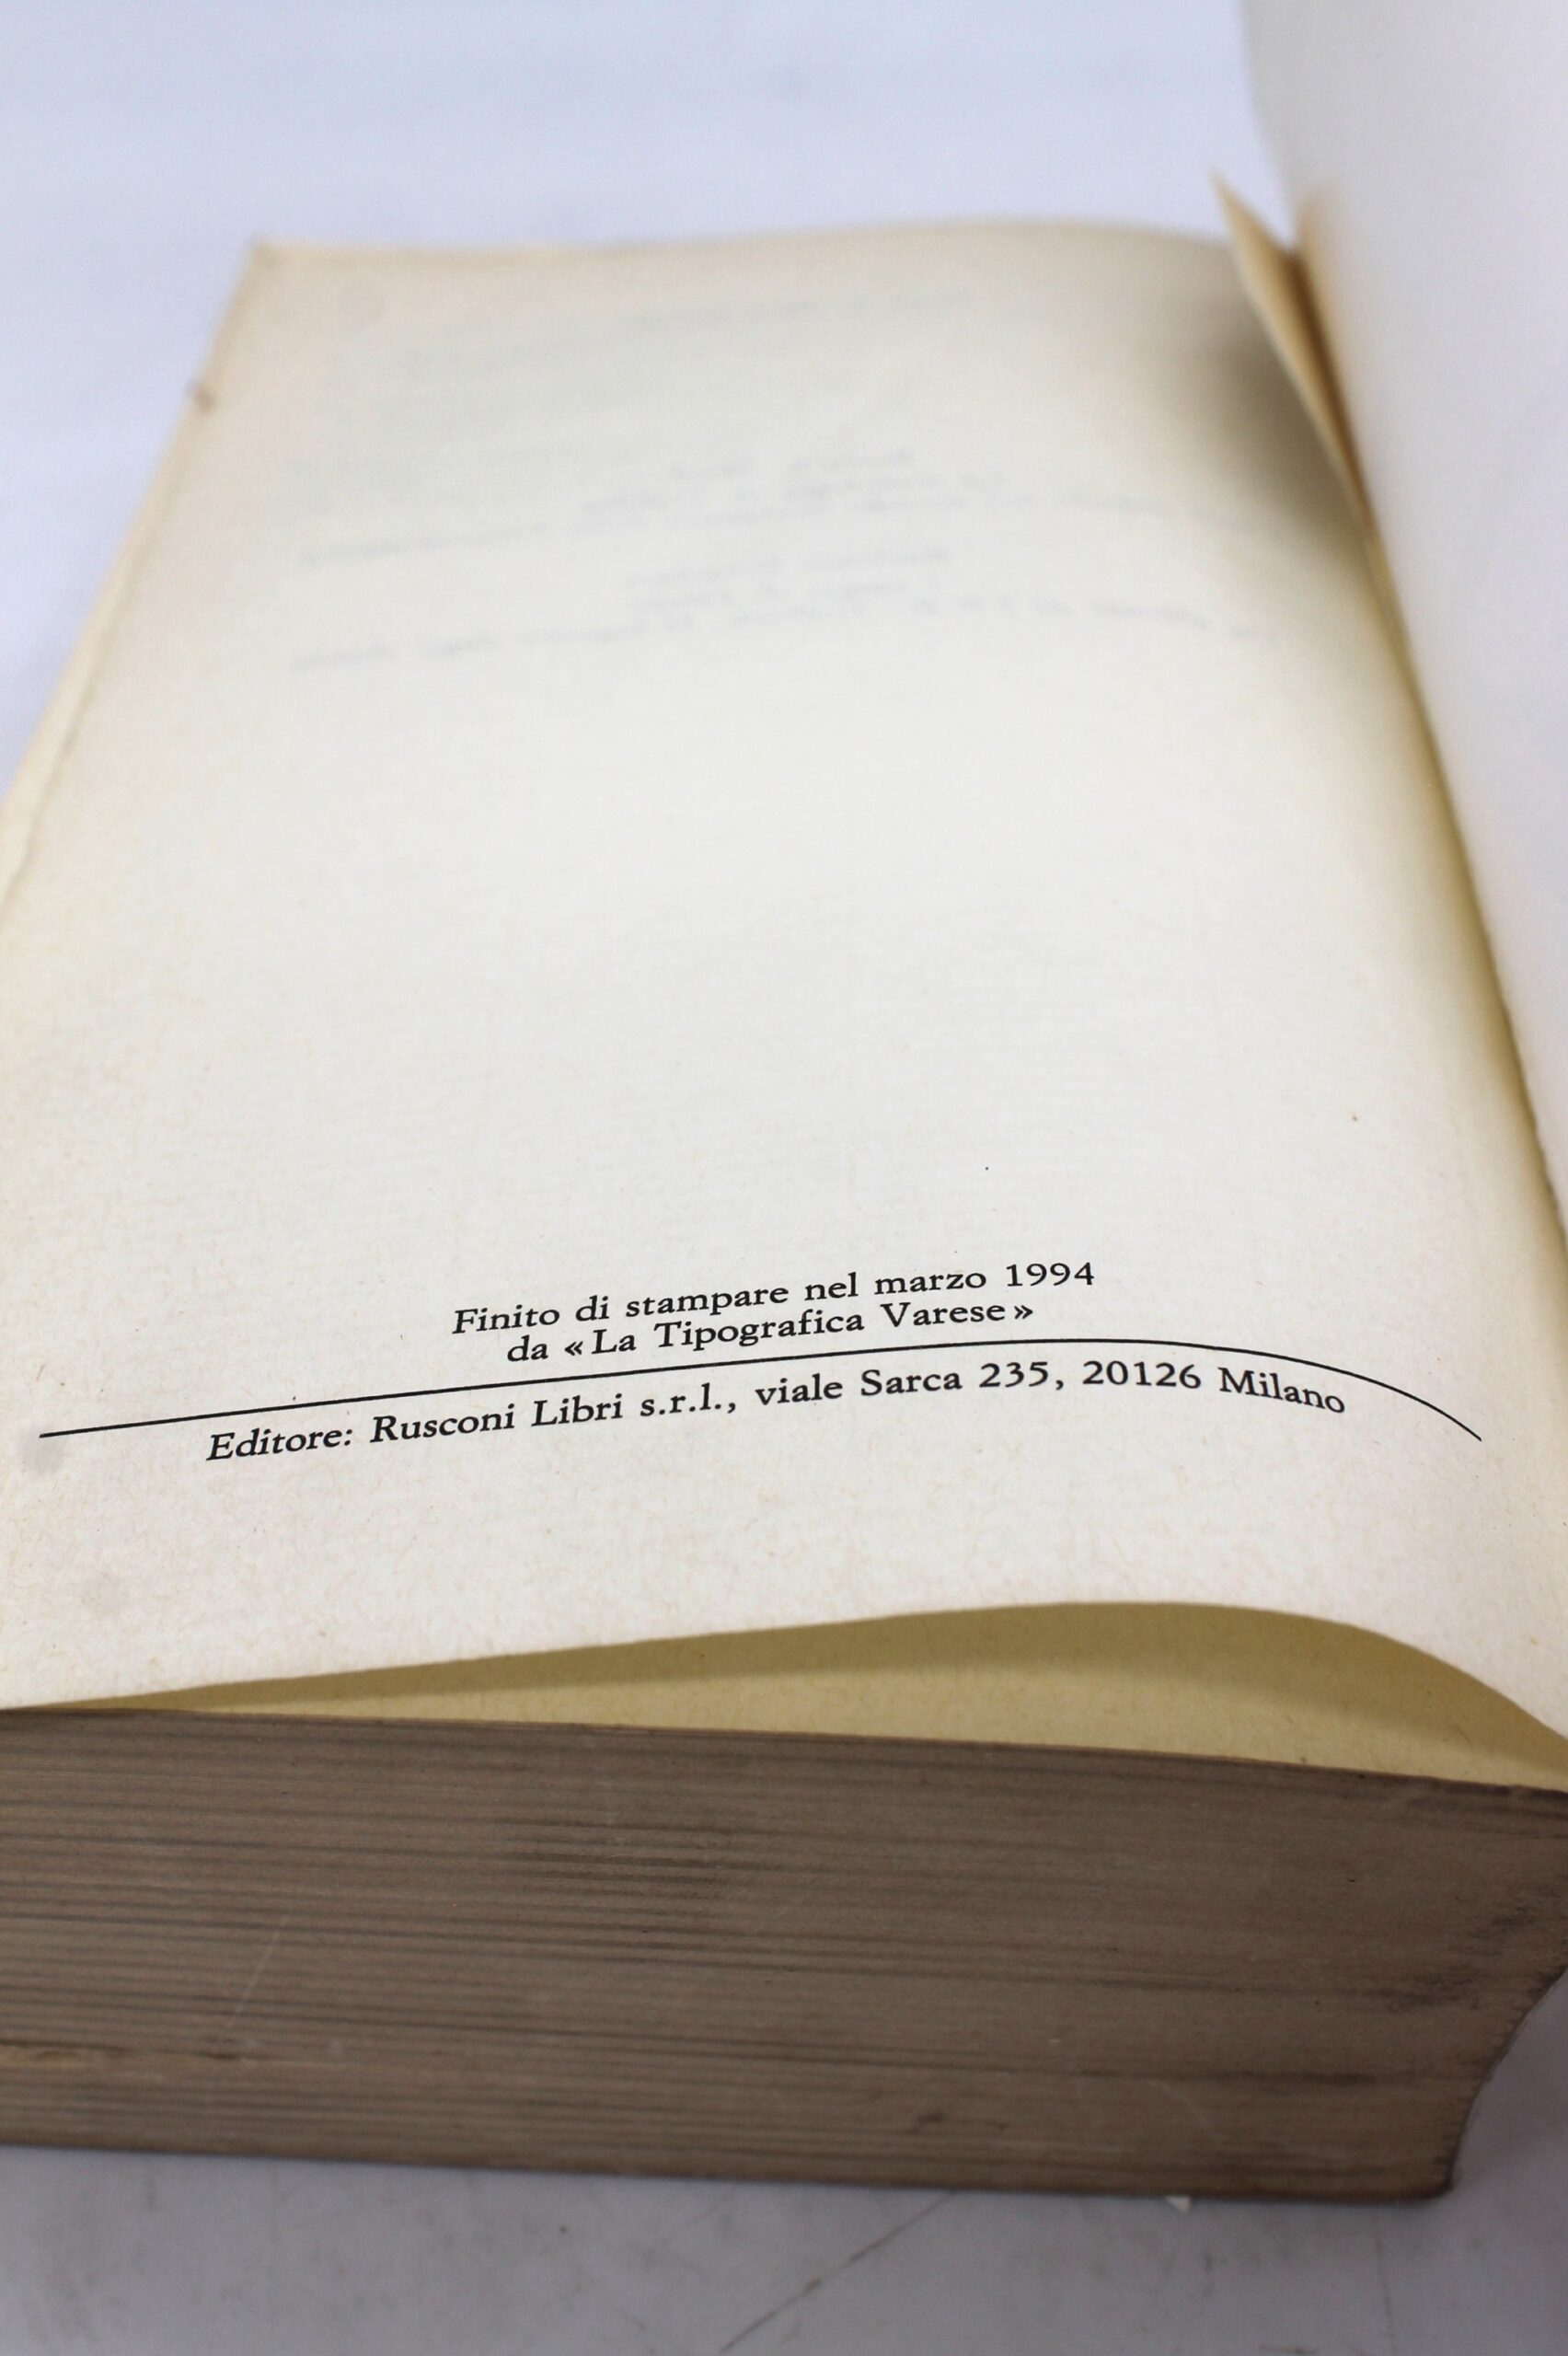 Finito di stampare nel marzo 1994
da «La Tipografica Varese»
Editore: Rusconi Libri s.r.l., viale Sarca 235, 20126 Milano